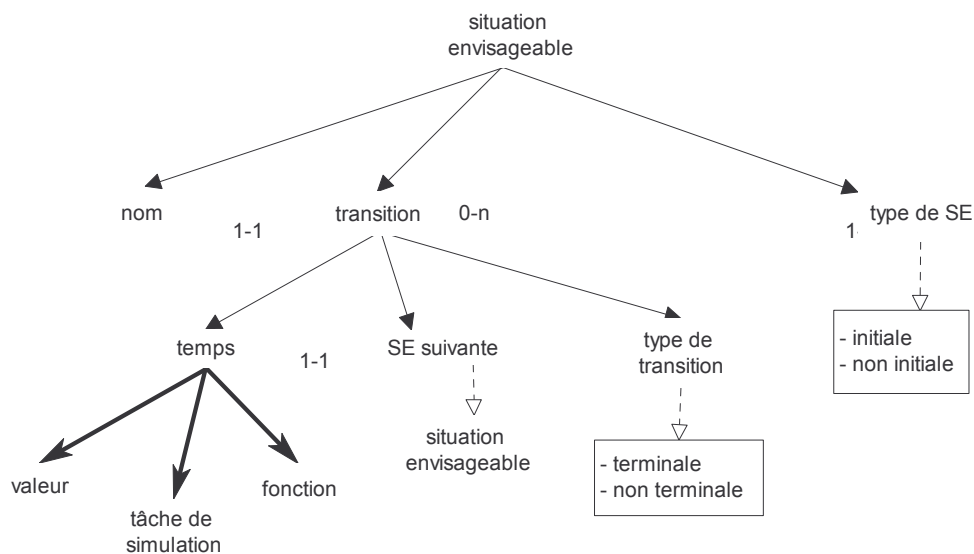 situation
envisageable
nom
1-1
transition
0-n
1
type de SE
- initiale
- non initiale
temps
1-1
SE suivante
type de
transition
situation
envisageable
- terminale
- non terminale
valeur
tâche de
simulation
fonction